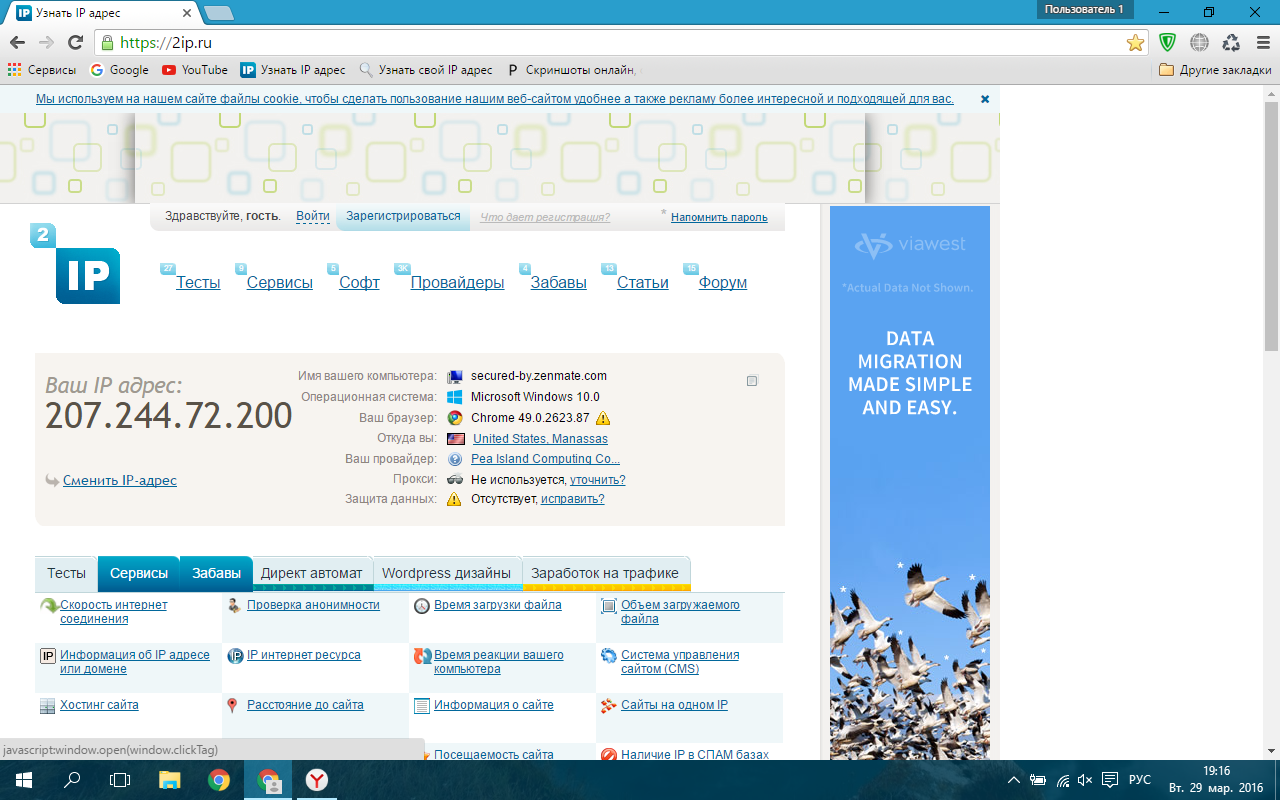 Узнать IP адрес
Пользователь 1
https://2ip.ru
Сервисы
Google
YouTube
Узнать IP адрес
Узнать свой IP адрес
Скриншоты онлайн,
Другие закладки
Мы используем на нашем сайте файлы cookie, чтобы сделать пользование нашим веб-сайтом удобнее а также рекламу более интересной и подходящей для вас.
Здравствуйте, гость.
Войти
Зарегистрироваться
Что дает регистрация?
* Напомнить пароль
2 IP
27 Тесты
9 Сервисы
5 Софт
3K Провайдеры
4 Забавы
13 Статьи
15 Форум
Ваш IP адрес:
207.244.72.200
Сменить IP-адрес
Имя вашего компьютера: secured-by.zenmate.com
Операционная система: Microsoft Windows 10.0
Ваш браузер: Chrome 49.0.2623.87
Откуда вы: United States, Manassas
Ваш провайдер: Pea Island Computing Co...
Прокси: Не используется, уточнить?
Защита данных: Отсутствует, исправить?
viawest
*Actual Data Not Shown.
DATA
MIGRATION
MADE SIMPLE
AND EASY.
Тесты
Сервисы
Забавы
Директ автомат
Wordpress дизайны
Заработок на трафике
Скорость интернет
соединения
Проверка анонимности
Время загрузки файла
Объем загружаемого
файла
Информация об IP адресе
или домене
IP интернет ресурса
Время реакции вашего
компьютера
Система управления
сайтом (CMS)
Хостинг сайта
Расстояние до сайта
Информация о сайте
Сайты на одном IP
Посещаемость сайта
Наличие IP в СПАМ базах
javascript:window.open(window.clickTag)
РУС
19:16
Вт. 29 мар. 2016